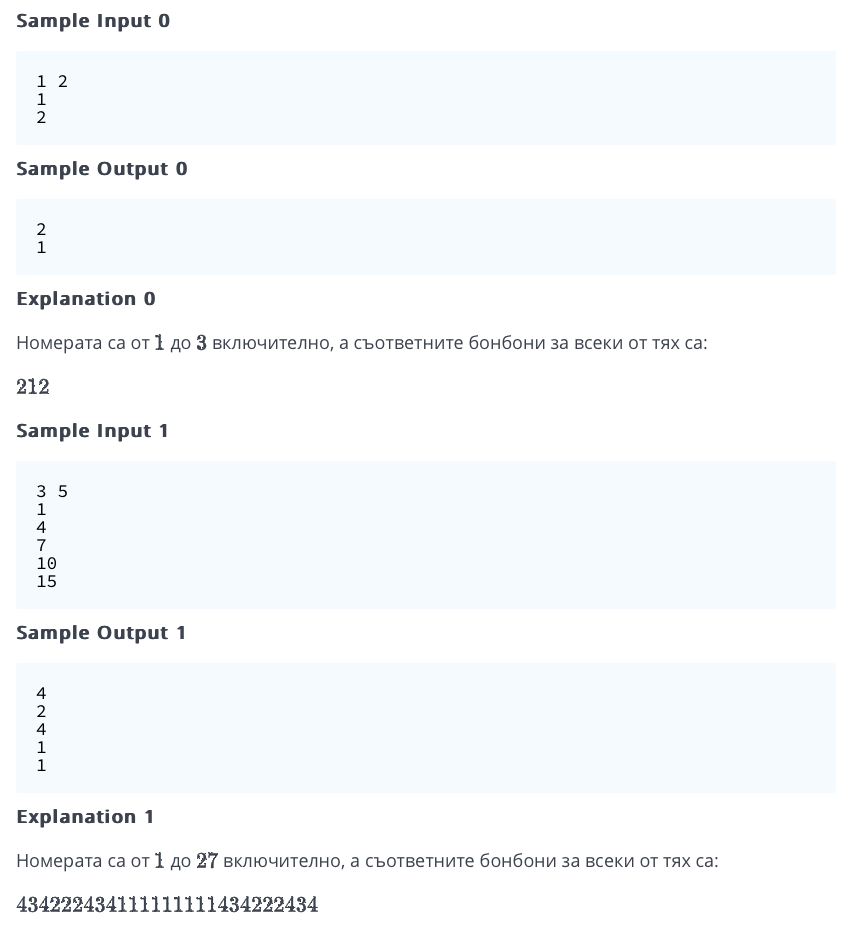 Sample Input 0
1 2
1
2
Sample Output 0
2
1
Explanation 0
Номерата са от 1 до 3 включително, а съответните бонбони за всеки от тях са:
212
Sample Input 1
3 5
1
4
7
10
15
Sample Output 1
4
2
4
1
1
Explanation 1
Номерата са от 1 до 27 включително, а съответните бонбони за всеки от тях са:
434222434111111111434222434